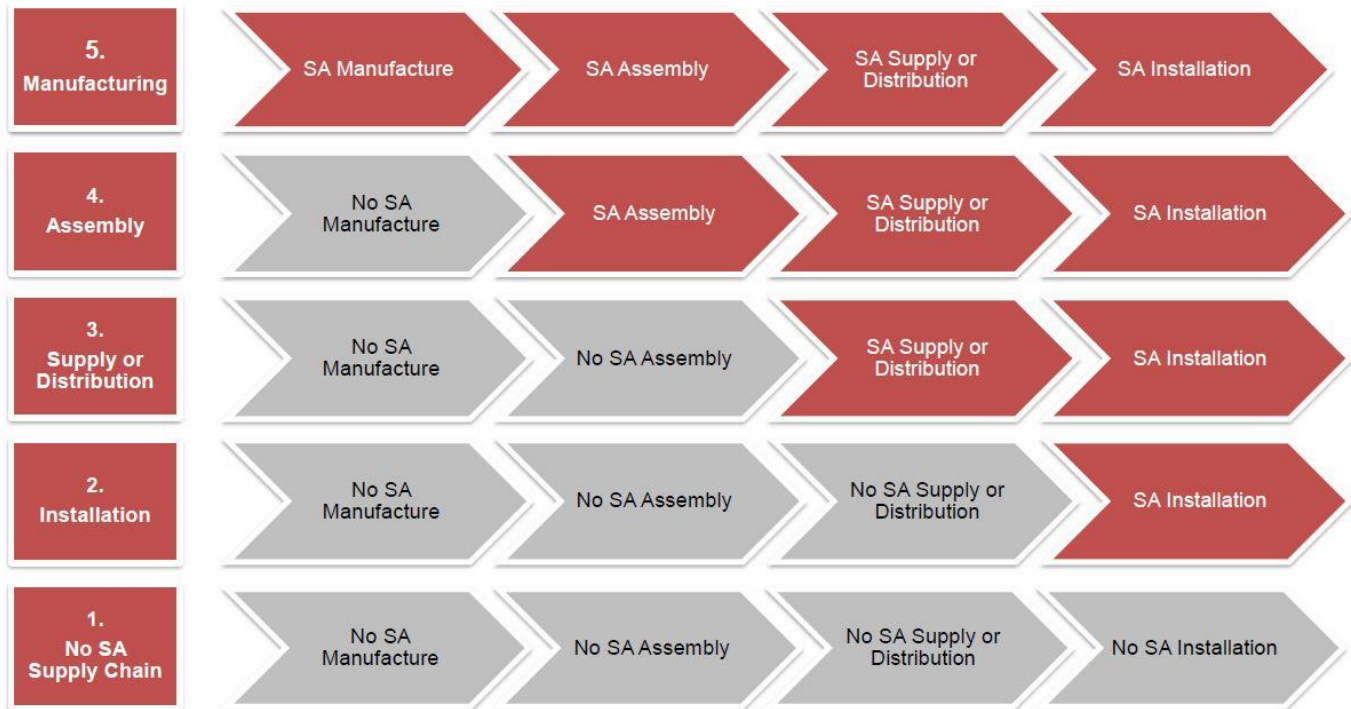 5.
Manufacturing
SA Manufacture
SA Assembly
SA Supply or
Distribution
SA Installation
4.
Assembly
No SA
Manufacture
SA Assembly
SA Supply or
Distribution
SA Installation
3.
Supply or
Distribution
No SA
Manufacture
No SA Assembly
SA Supply or
Distribution
SA Installation
2.
Installation
No SA
Manufacture
No SA Assembly
No SA Supply or
Distribution
SA Installation
1.
No SA
Supply Chain
No SA
Manufacture
No SA Assembly
No SA Supply or
Distribution
No SA Installation